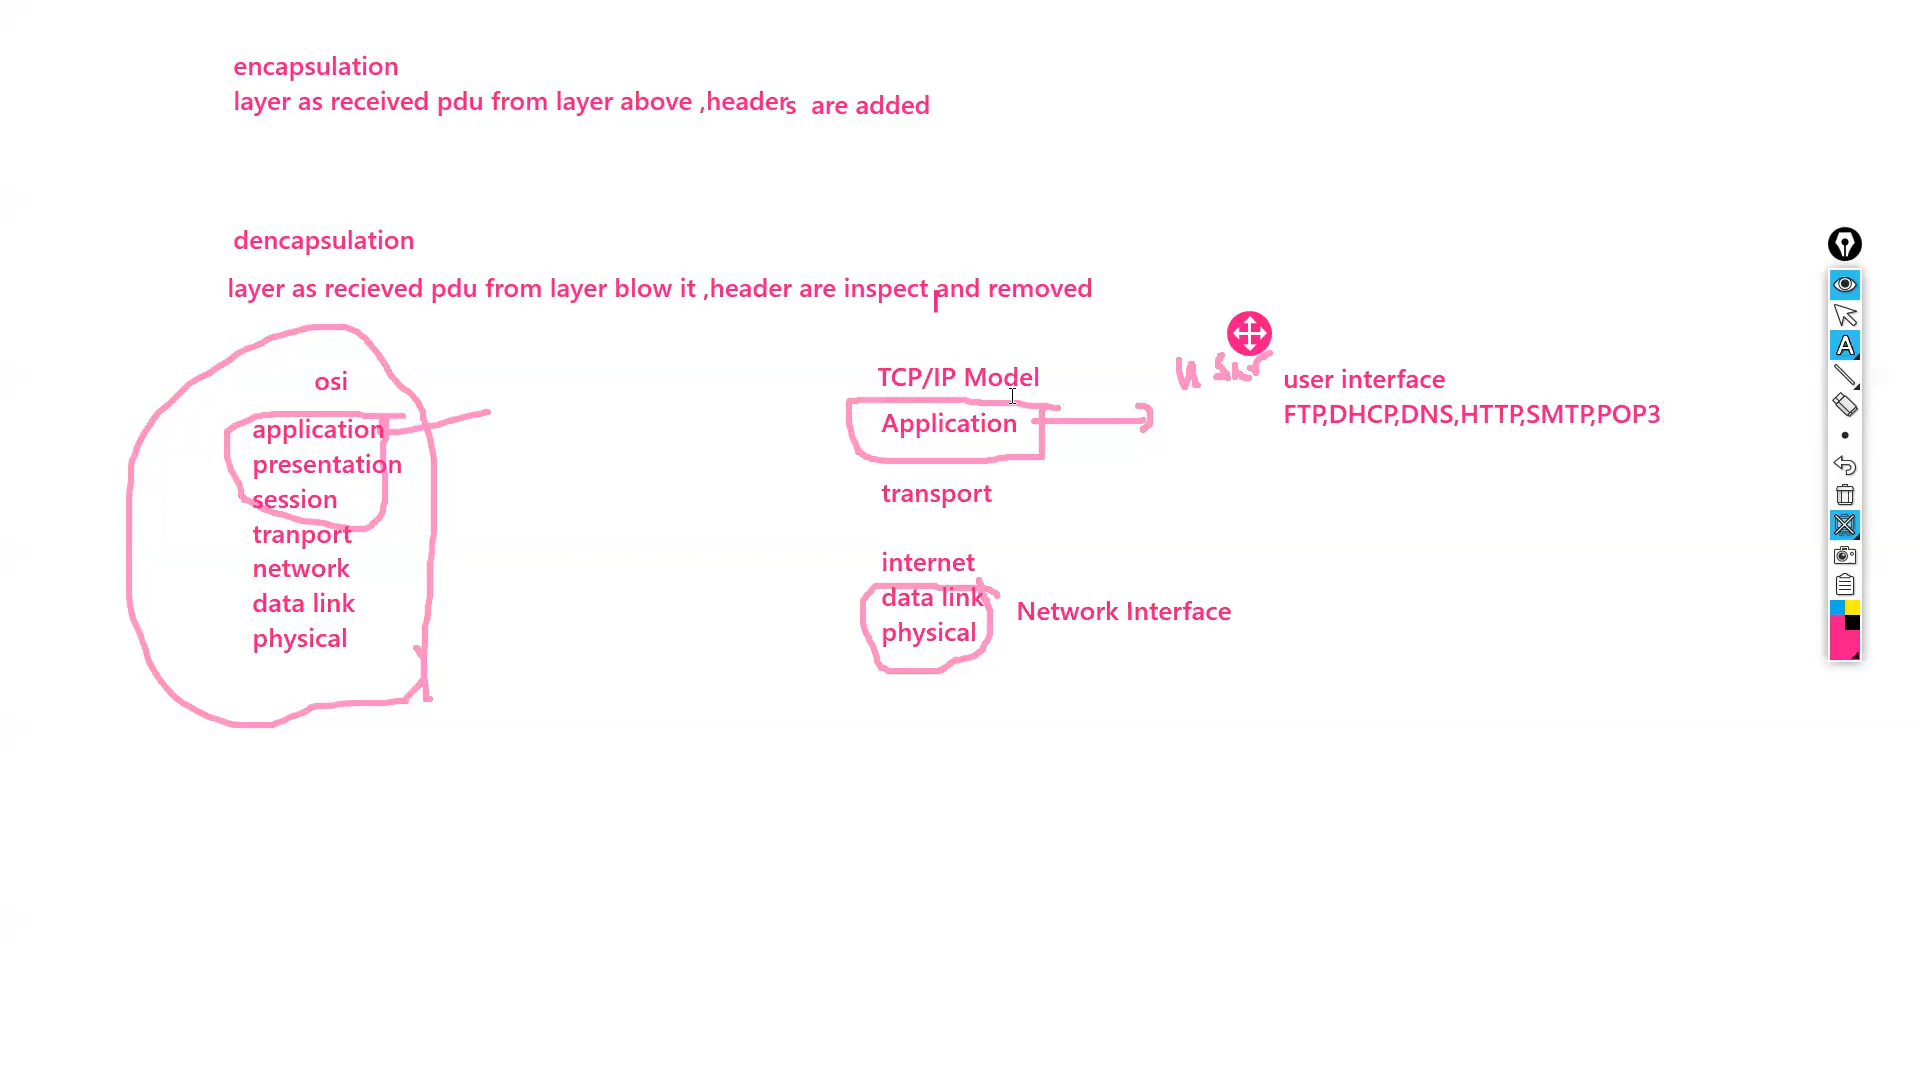 encapsulation
layer as received pdu from layer above ,headers are added
dencapsulation
layer as recieved pdu from layer blow it ,header are inspect and removed
osi
application
presentation
session
tranport
network
data link
physical
TCP/IP Model
Application
transport
internet
data link
physical
Network Interface
user interface
FTP,DHCP,DNS,HTTP,SMTP,POP3